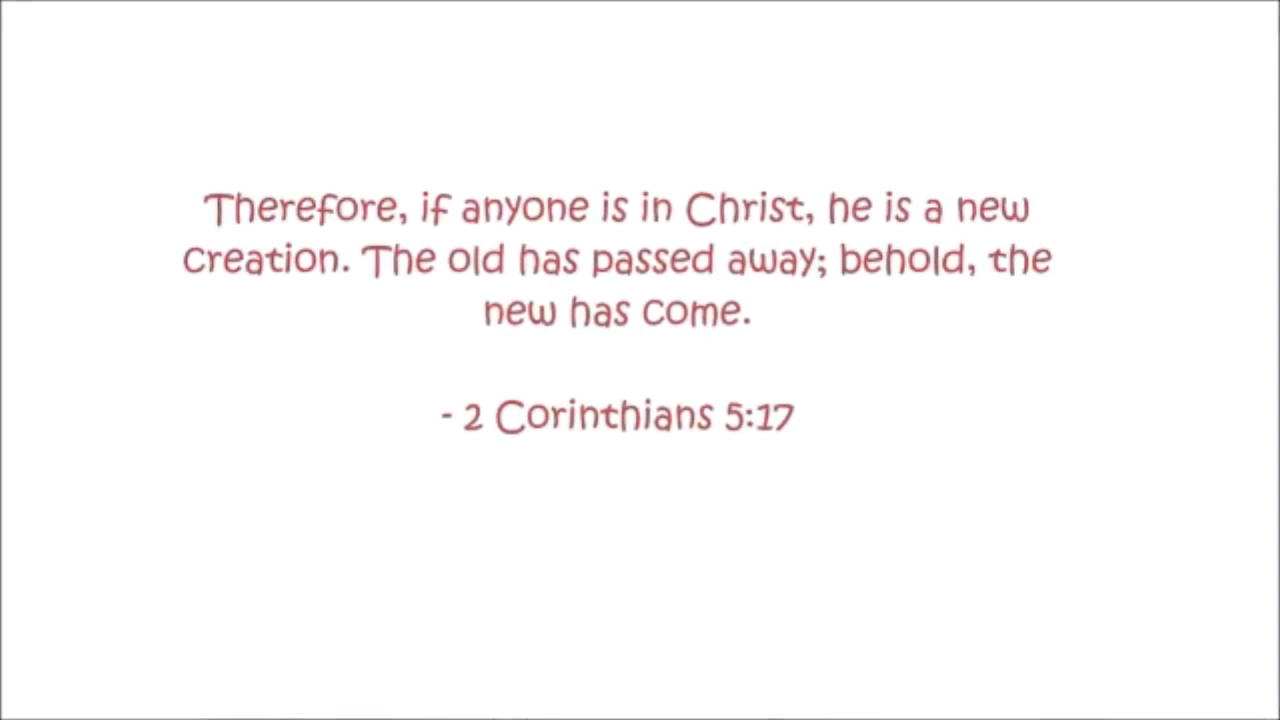 Therefore, if anyone is in Christ, he is a new
creation. The old has passed away; behold, the
new has come.
- 2 Corinthians 5:17